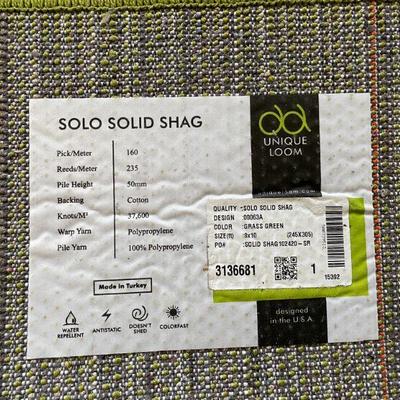 SOLO SOLID SHAG
Pick/Meter 160
Reeds/Meter 235
Pile Height 50mm
Backing Cotton
Knots/M² 37,600
Warp Yarn Polypropylene
Pile Yarn 100% Polypropylene
Made in Turkey
WATER REPELLENT
ANTISTATIC
DOESN'T SHED
COLORFAST
UNIQUE
LOOM
uniqueloom.com
QUALITY :SOLO SOLID SHAG
DESIGN :00063A
COLOR :GRASS GREEN
SIZE(ft) :8x10 (245X305)
PO# :SOLID SHAG102420-SR
3136681
1
15392
designed
in the U.S.A.